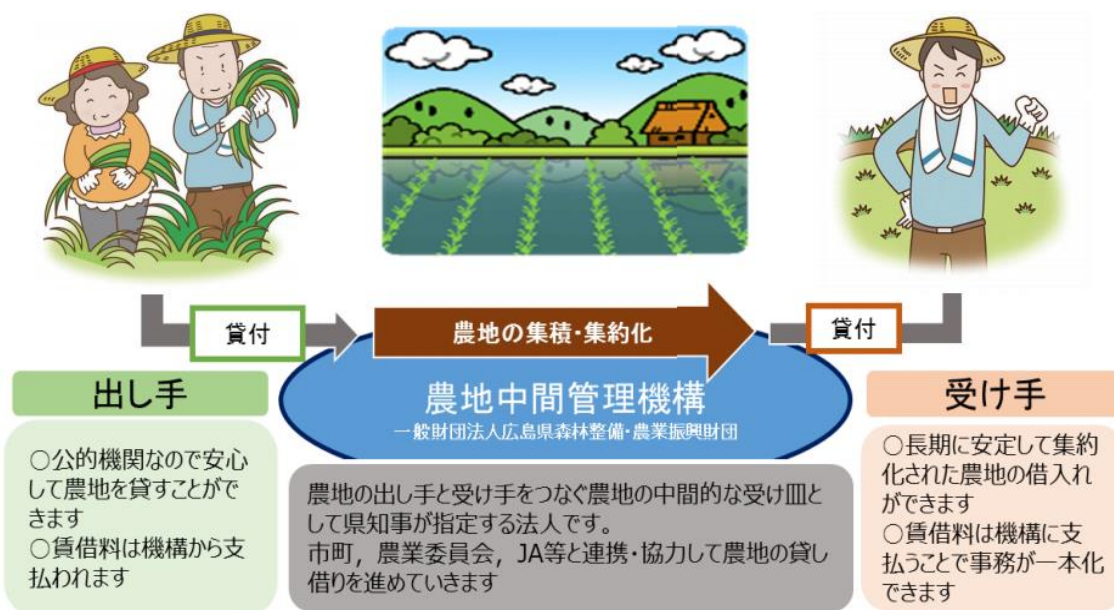 貸付
農地の集積・集約化
貸付
出し手
農地中間管理機構
一般財団法人広島県森林整備・農業振興財団
受け手
○公的機関なので安心
して農地を貸すことがで
きます
○賃借料は機構から支
払われます
農地の出し手と受け手をつなぐ農地の中間的な受け皿と
して県知事が指定する法人です。
市町，農業委員会，JA等と連携・協力して農地の貸し
借りを進めていきます
○長期に安定して集約
化された農地の借入れ
ができます
○賃借料は機構に支
払うことで事務が一本化
できます